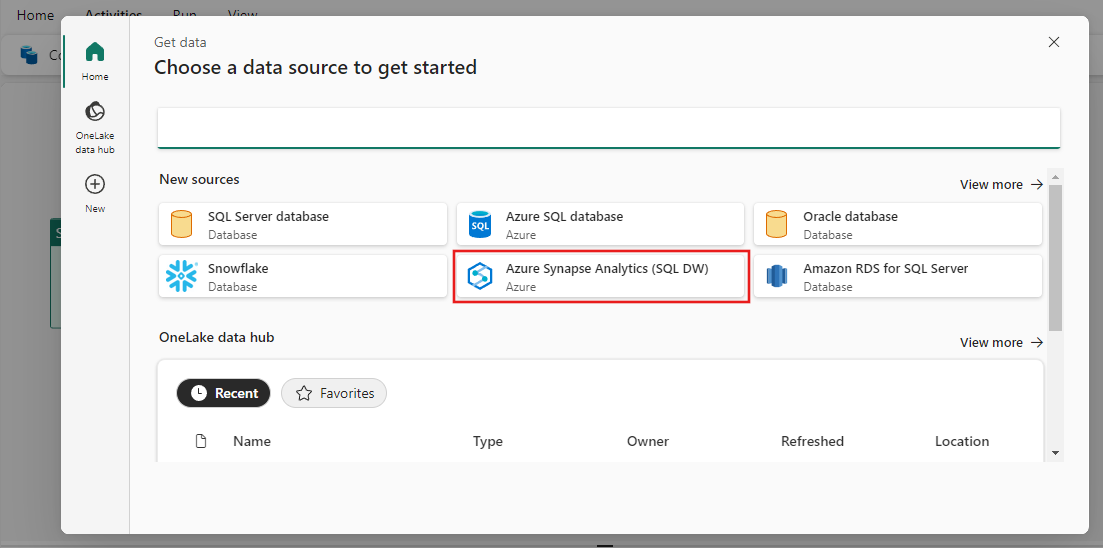 Home Activities Run View
Get data
Choose a data source to get started
Home
OneLake
data hub
New
New sources
View more
SQL Server database
Database
SQL
Azure SQL database
Azure
Oracle database
Database
Snowflake
Database
Azure Synapse Analytics (SQL DW)
Azure
Amazon RDS for SQL Server
Database
OneLake data hub
View more
Recent
Favorites
Name Type Owner Refreshed Location